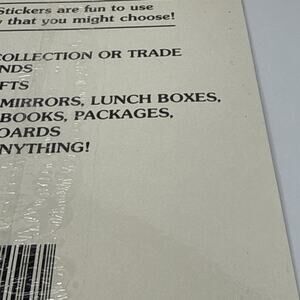 Stickers are fun to use
that you might choose!
COLLECTION OR TRADE
NDS
FTS
MIRRORS, LUNCH BOXES,
BOOKS, PACKAGES,
OARDS
NYTHING!